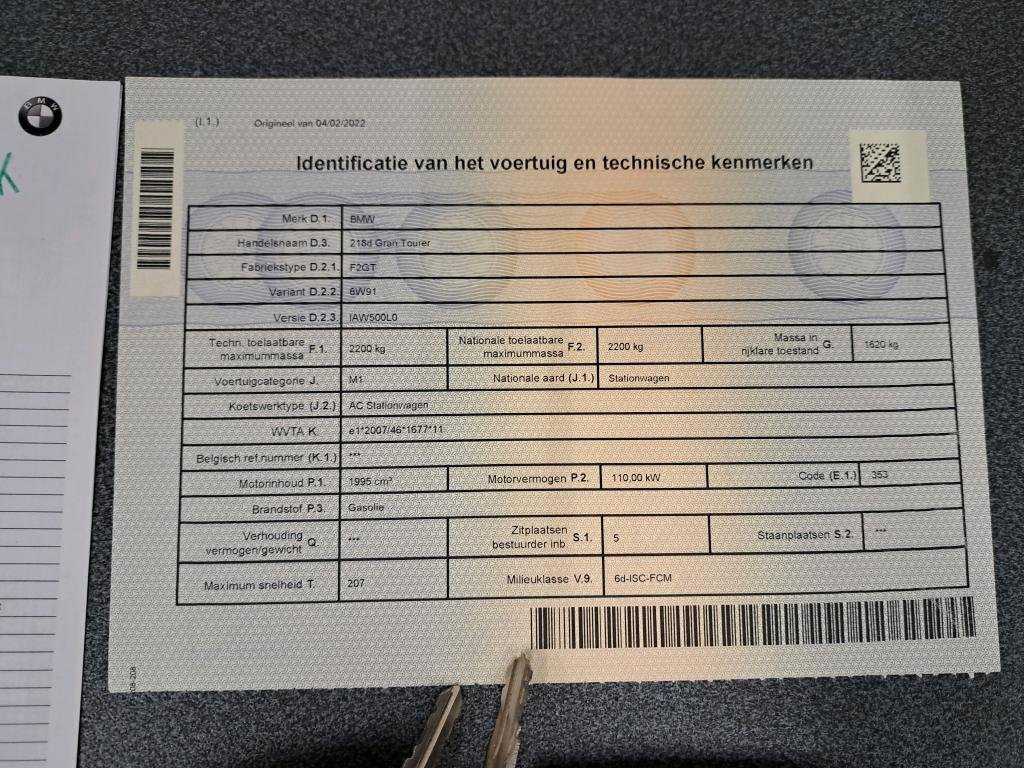 BMW
K
(I.1.) Origineel van 04/02/2022
Identificatie van het voertuig en technische kenmerken
Merk D.1. BMW
Handelsnaam D.3. 218d Gran Tourer
Fabriekstype D.2.1. F2GT
Variant D.2.2. 6W91
Versie D.2.3. IAW500L0
Techn. toelaatbare maximummassa F.1. 2200 kg Nationale toelaatbare maximummassa F.2. 2200 kg Massa in rijklare toestand G. 1620 kg
Voertuigcategorie J. M1 Nationale aard (J.1.) Stationwagen
Koetswerktype (J.2.) AC Stationwagen
WVTA K. e1*2007/46*1677*11
Belgisch ref.nummer (K.1.) ***
Motorinhoud P.1. 1995 cm³ Motorvermogen P.2. 110,00 kW Code (E.1.) 353
Brandstof P.3. Gasolie
Verhouding vermogen/gewicht Q. *** Zitplaatsen bestuurder inb. S.1. 5 Staanplaatsen S.2. ***
Maximum snelheid T. 207 Milieuklasse V.9. 6d-ISC-FCM